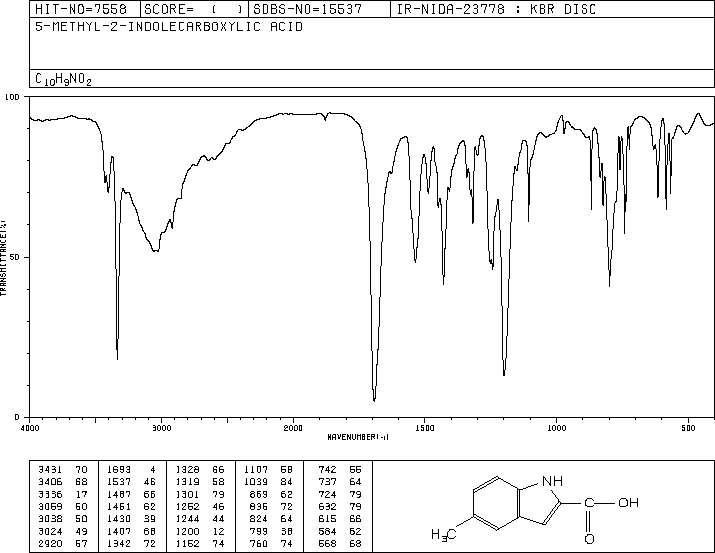 HIT-NO=7558 SCORE= ( ) SDBS-NO=15537 IR-NIDA-23778 : KBR DISC
5-METHYL-2-INDOLECARBOXYLIC ACID
C10H9NO2
100
50
0
TRANSMITTANCE(%)
4000 3000 2000 1500 1000 500
WAVENUMBER(-1)
3431 70 1693 4 1328 66 1107 58 742 55
3406 68 1537 46 1319 58 1039 84 737 64
3336 17 1487 66 1301 79 869 62 724 79
3059 50 1451 62 1252 46 836 72 632 79
3038 50 1430 39 1244 44 824 64 615 66
3024 49 1407 68 1200 12 799 38 584 62
2920 57 1342 72 1152 74 760 74 568 68
NH
C OH
O
H3C